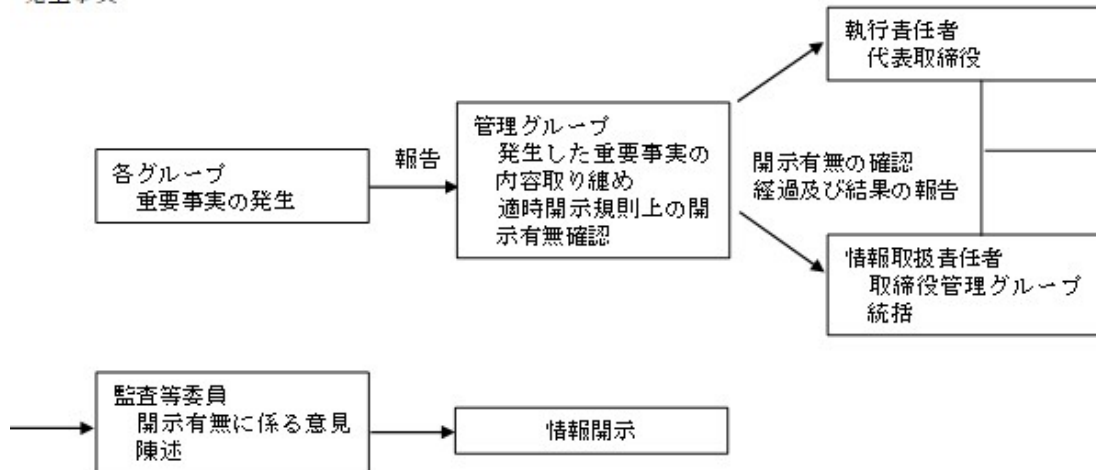 各グループ
重要事実の発生
報告
管理グループ
発生した重要事実の
内容取り纏め
適時開示規則上の開
示有無確認
執行責任者
代表取締役
開示有無の確認
経過及び結果の報告
情報取扱責任者
取締役管理グループ
統括
監査等委員
開示有無に係る意見
陳述
情報開示